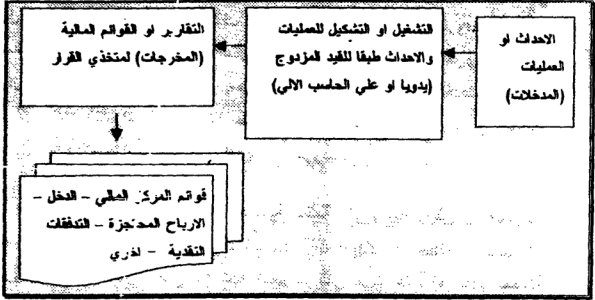 الاحداث او
العمليات
(المدخلات)
التشغيل او التشكيل للعمليات
والاحداث طبقا للقيد المزدوج
(يدويا او علي الحاسب الالي)
التقارير او القوائم المالية
(المخرجات) لمتخذي القرار
قوائم المركز المالي – الدخل –
الارباح المحتجزة – التدفقات
النقدية – اخري